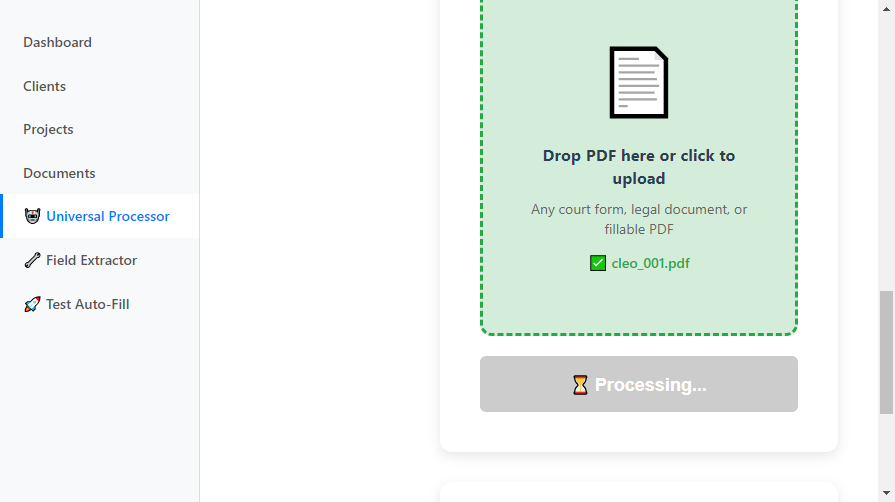 Dashboard
Clients
Projects
Documents
Universal Processor
Field Extractor
Test Auto-Fill
Drop PDF here or click to
upload
Any court form, legal document, or
fillable PDF
✅ cleo_001.pdf
⏳ Processing...